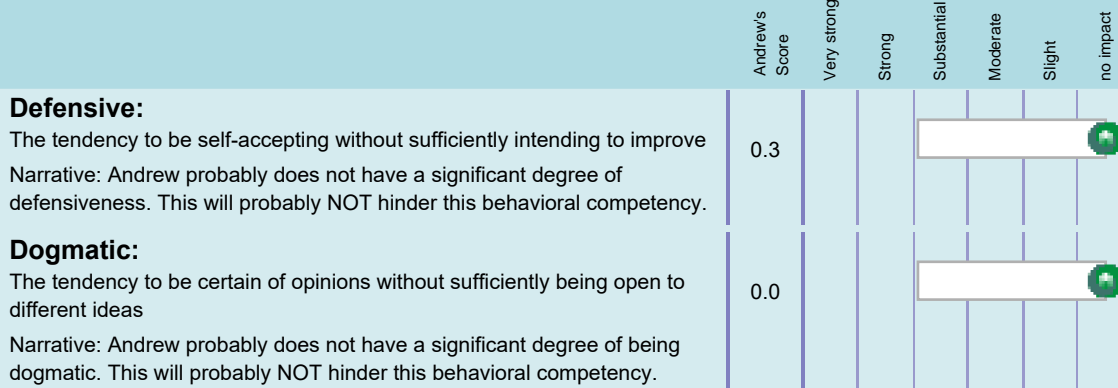 Andrew's
Score
Very strong
Strong
Substantial
Moderate
Slight
no impact
Defensive:
The tendency to be self-accepting without sufficiently intending to improve
Narrative: Andrew probably does not have a significant degree of
defensiveness. This will probably NOT hinder this behavioral competency.
0.3
Dogmatic:
The tendency to be certain of opinions without sufficiently being open to
different ideas
Narrative: Andrew probably does not have a significant degree of being
dogmatic. This will probably NOT hinder this behavioral competency.
0.0